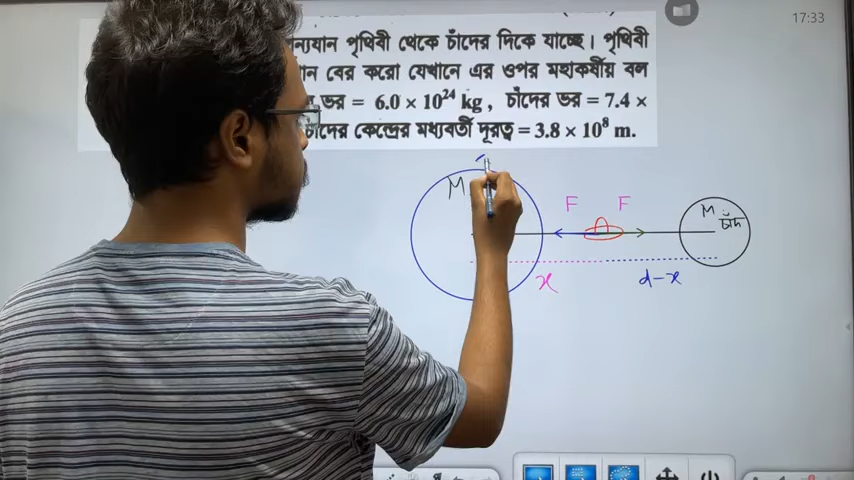 17:33
পৃথিবী থেকে চাঁদের দিকে যাচ্ছে। পৃথিবী
বের করো যেখানে এর ওপর মহাকর্ষীয় বল
ভর = 6.0 × 10²⁴ kg, চাঁদের ভর = 7.4 ×
কেন্দ্রের মধ্যবর্তী দূরত্ব = 3.8 × 10⁸ m.
M
F F
M চাঁদ
x d-x